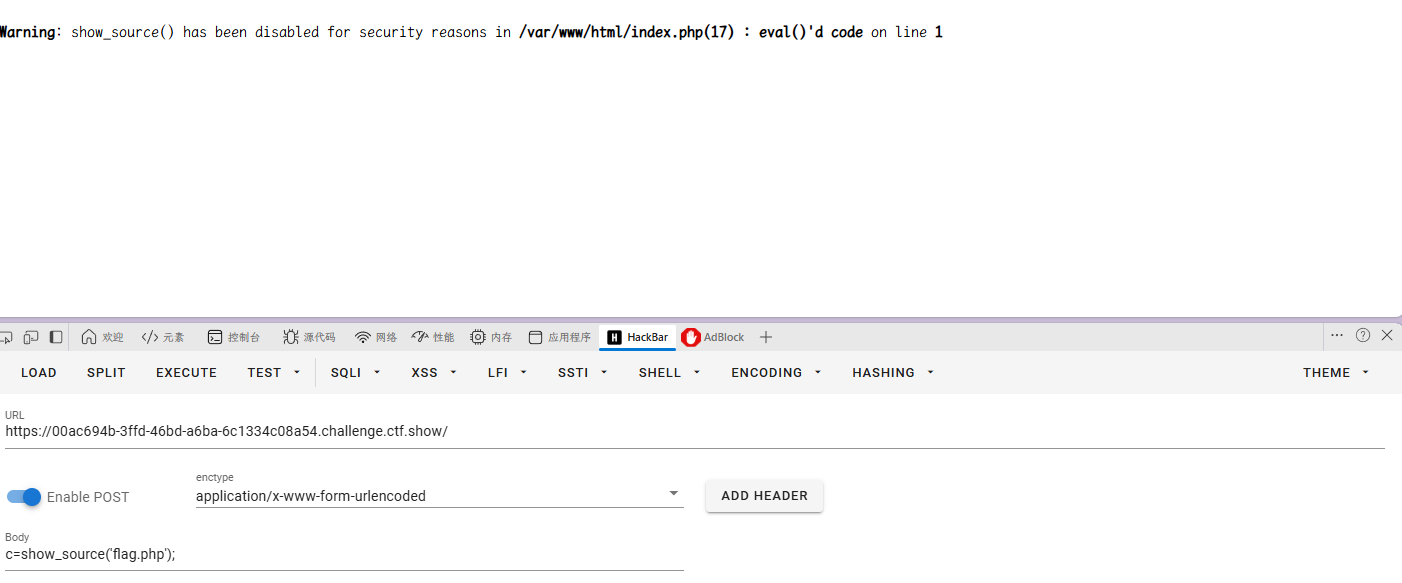 Warning: show_source() has been disabled for security reasons in /var/www/html/index.php(17) : eval()'d code on line 1
欢迎 </> 元素 控制台 源代码 网络 性能 内存 应用程序 H HackBar AdBlock
LOAD SPLIT EXECUTE TEST SQLI XSS LFI SSTI SHELL ENCODING HASHING THEME
URL
https://00ac694b-3ffd-46bd-a6ba-6c1334c08a54.challenge.ctf.show/
Enable POST
enctype
application/x-www-form-urlencoded
ADD HEADER
Body
c=show_source('flag.php');